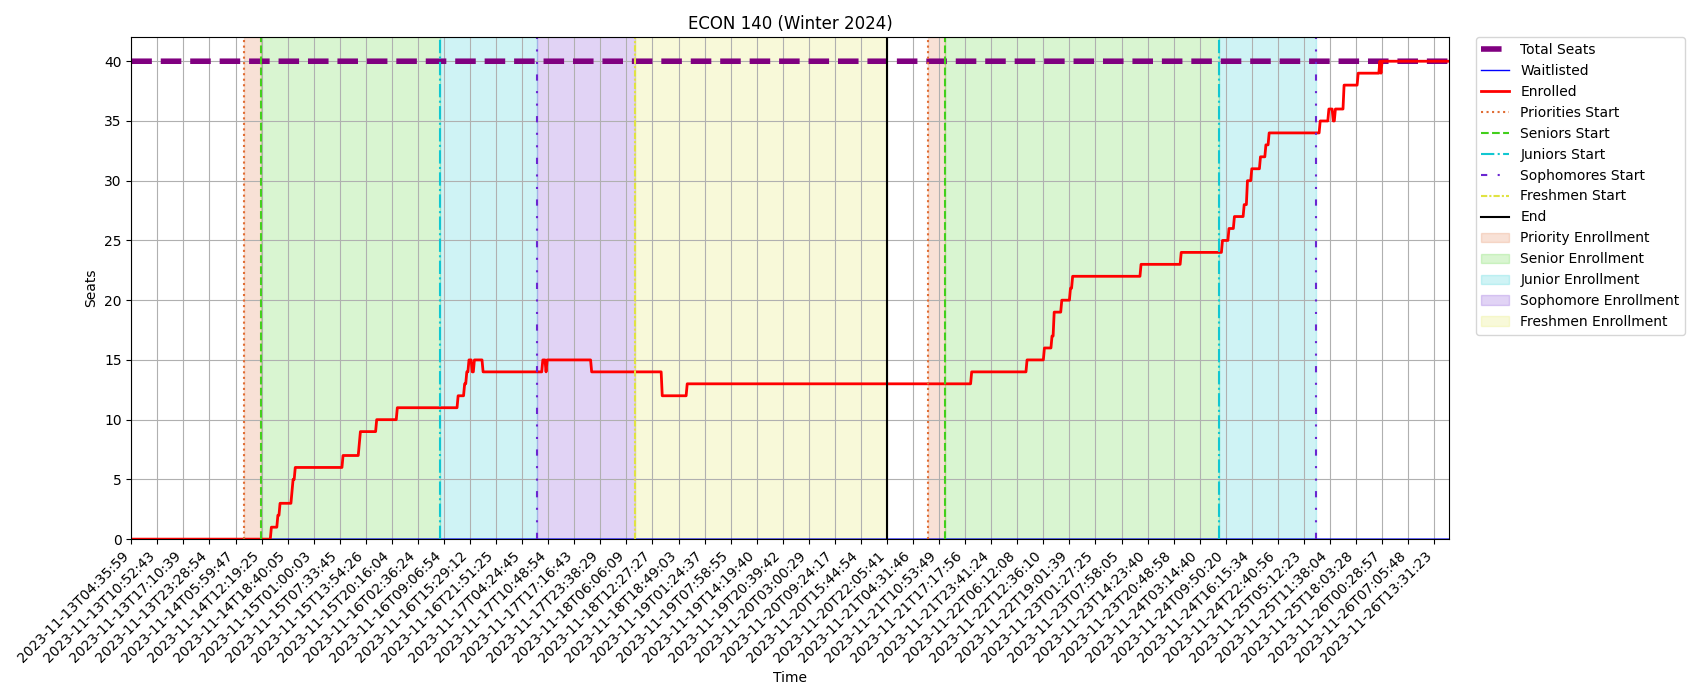 ECON 140 (Winter 2024)
Seats
40
35
30
25
20
15
10
5
0
2023-11-13T04:35:59
2023-11-13T10:52:43
2023-11-13T17:10:39
2023-11-13T23:28:54
2023-11-14T05:59:47
2023-11-14T12:19:25
2023-11-14T18:40:05
2023-11-15T01:00:03
2023-11-15T07:33:45
2023-11-15T13:54:26
2023-11-15T20:16:04
2023-11-16T02:36:24
2023-11-16T09:06:54
2023-11-16T15:29:12
2023-11-16T21:51:25
2023-11-17T04:24:45
2023-11-17T10:48:54
2023-11-17T17:16:43
2023-11-17T23:38:29
2023-11-18T06:06:09
2023-11-18T12:27:27
2023-11-18T18:49:03
2023-11-19T01:24:37
2023-11-19T07:58:55
2023-11-19T14:19:40
2023-11-19T20:39:42
2023-11-20T03:00:29
2023-11-20T09:24:17
2023-11-20T15:44:54
2023-11-20T22:05:41
2023-11-21T04:31:46
2023-11-21T10:53:49
2023-11-21T17:17:56
2023-11-21T23:41:24
2023-11-22T06:12:08
2023-11-22T12:36:10
2023-11-22T19:01:39
2023-11-23T01:27:25
2023-11-23T07:58:05
2023-11-23T14:23:40
2023-11-23T20:48:58
2023-11-24T03:14:40
2023-11-24T09:50:20
2023-11-24T16:15:34
2023-11-24T22:40:56
2023-11-25T05:12:23
2023-11-25T11:38:04
2023-11-25T18:03:28
2023-11-26T00:28:57
2023-11-26T07:05:48
2023-11-26T13:31:23
Time
Total Seats
Waitlisted
Enrolled
Priorities Start
Seniors Start
Juniors Start
Sophomores Start
Freshmen Start
End
Priority Enrollment
Senior Enrollment
Junior Enrollment
Sophomore Enrollment
Freshmen Enrollment